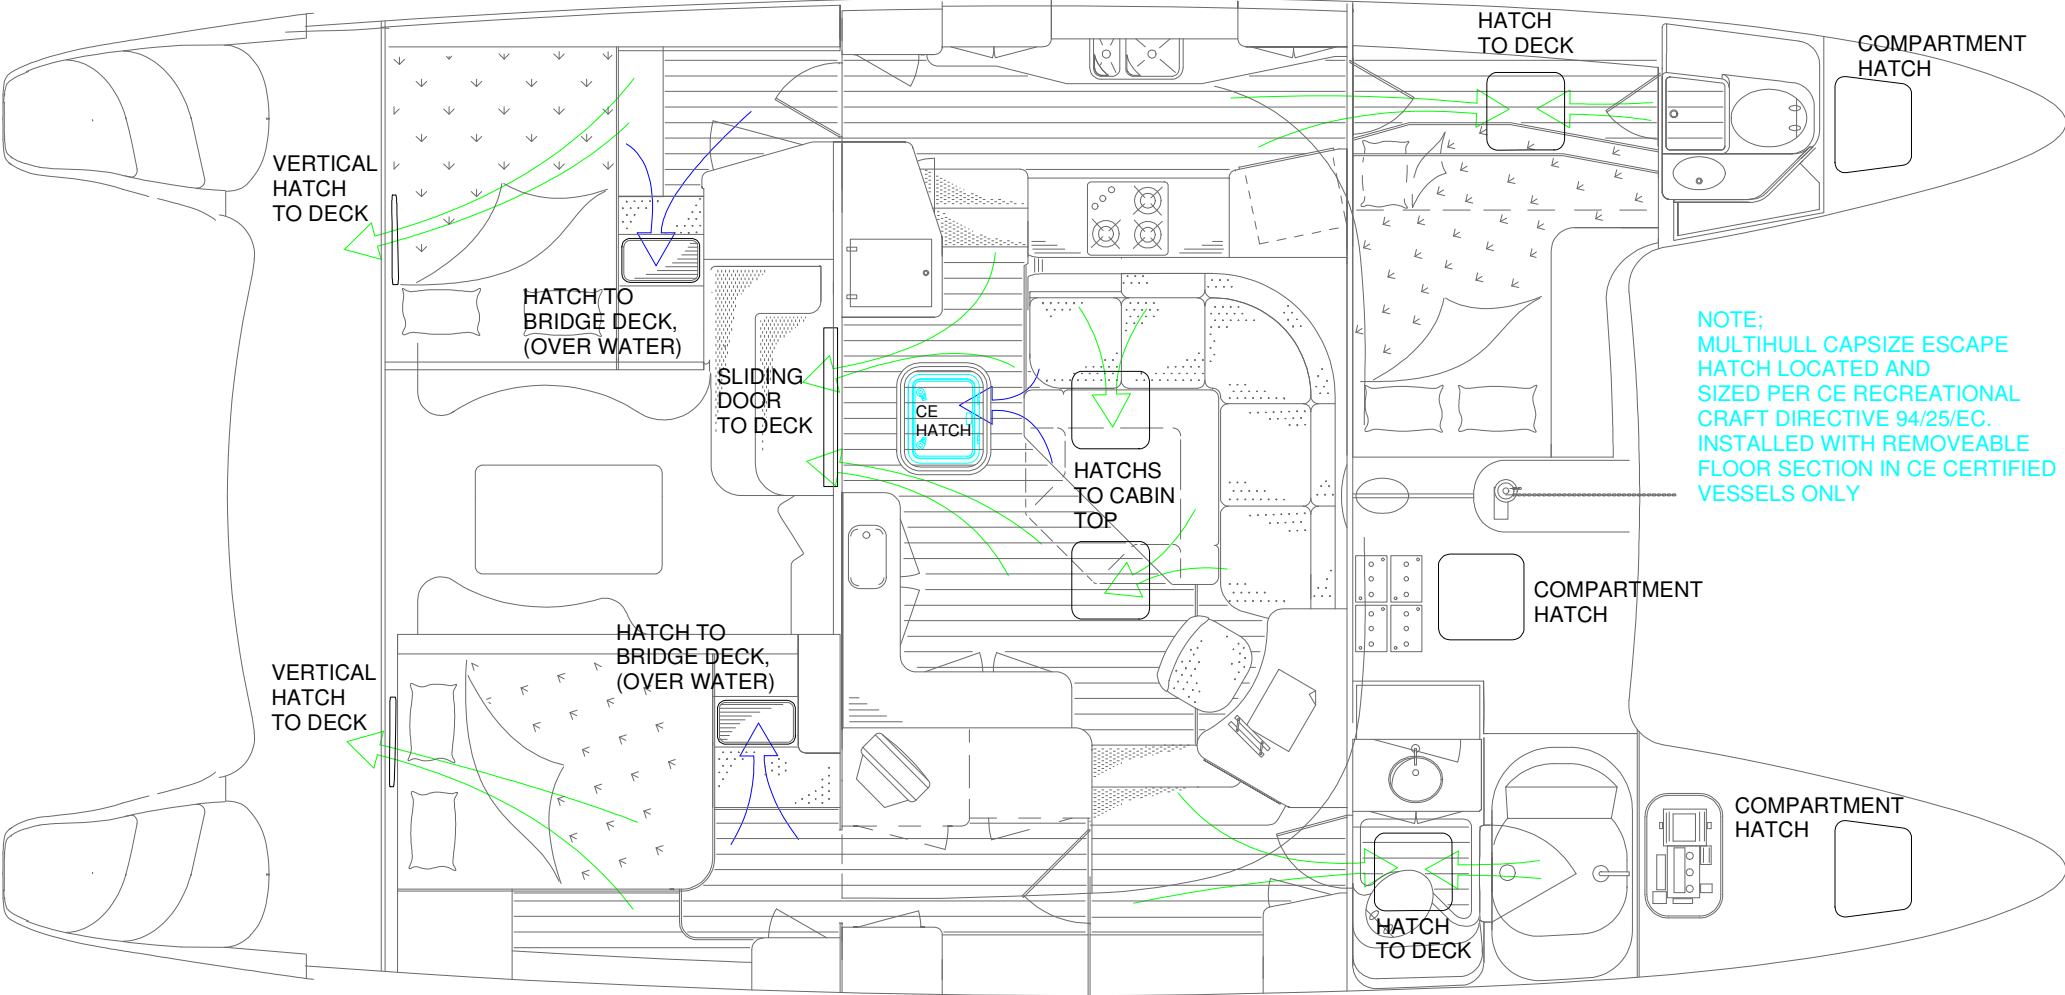 HATCH
TO DECK
COMPARTMENT
HATCH
VERTICAL
HATCH
TO DECK
HATCH TO
BRIDGE DECK,
(OVER WATER)
SLIDING
DOOR
TO DECK
CE
HATCH
HATCHS
TO CABIN
TOP
NOTE;
MULTIHULL CAPSIZE ESCAPE
HATCH LOCATED AND
SIZED PER CE RECREATIONAL
CRAFT DIRECTIVE 94/25/EC.
INSTALLED WITH REMOVEABLE
FLOOR SECTION IN CE CERTIFIED
VESSELS ONLY
COMPARTMENT
HATCH
HATCH TO
BRIDGE DECK,
(OVER WATER)
VERTICAL
HATCH
TO DECK
COMPARTMENT
HATCH
HATCH
TO DECK